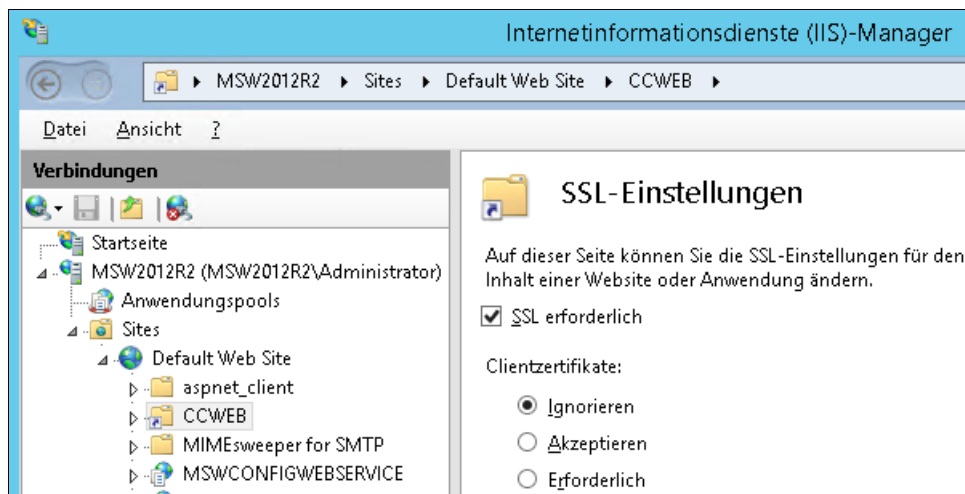 Internetinformationsdienste (IIS)-Manager
MSW2012R2 Sites Default Web Site CCWEB
Datei Ansicht ?
Verbindungen
Startseite
MSW2012R2 (MSW2012R2\Administrator)
Anwendungspools
Sites
Default Web Site
aspnet_client
CCWEB
MIMEsweeper for SMTP
MSWCONFIGWEBSERVICE
SSL-Einstellungen
Auf dieser Seite können Sie die SSL-Einstellungen für den
Inhalt einer Website oder Anwendung ändern.
SSL erforderlich
Clientzertifikate:
Ignorieren
Akzeptieren
Erforderlich